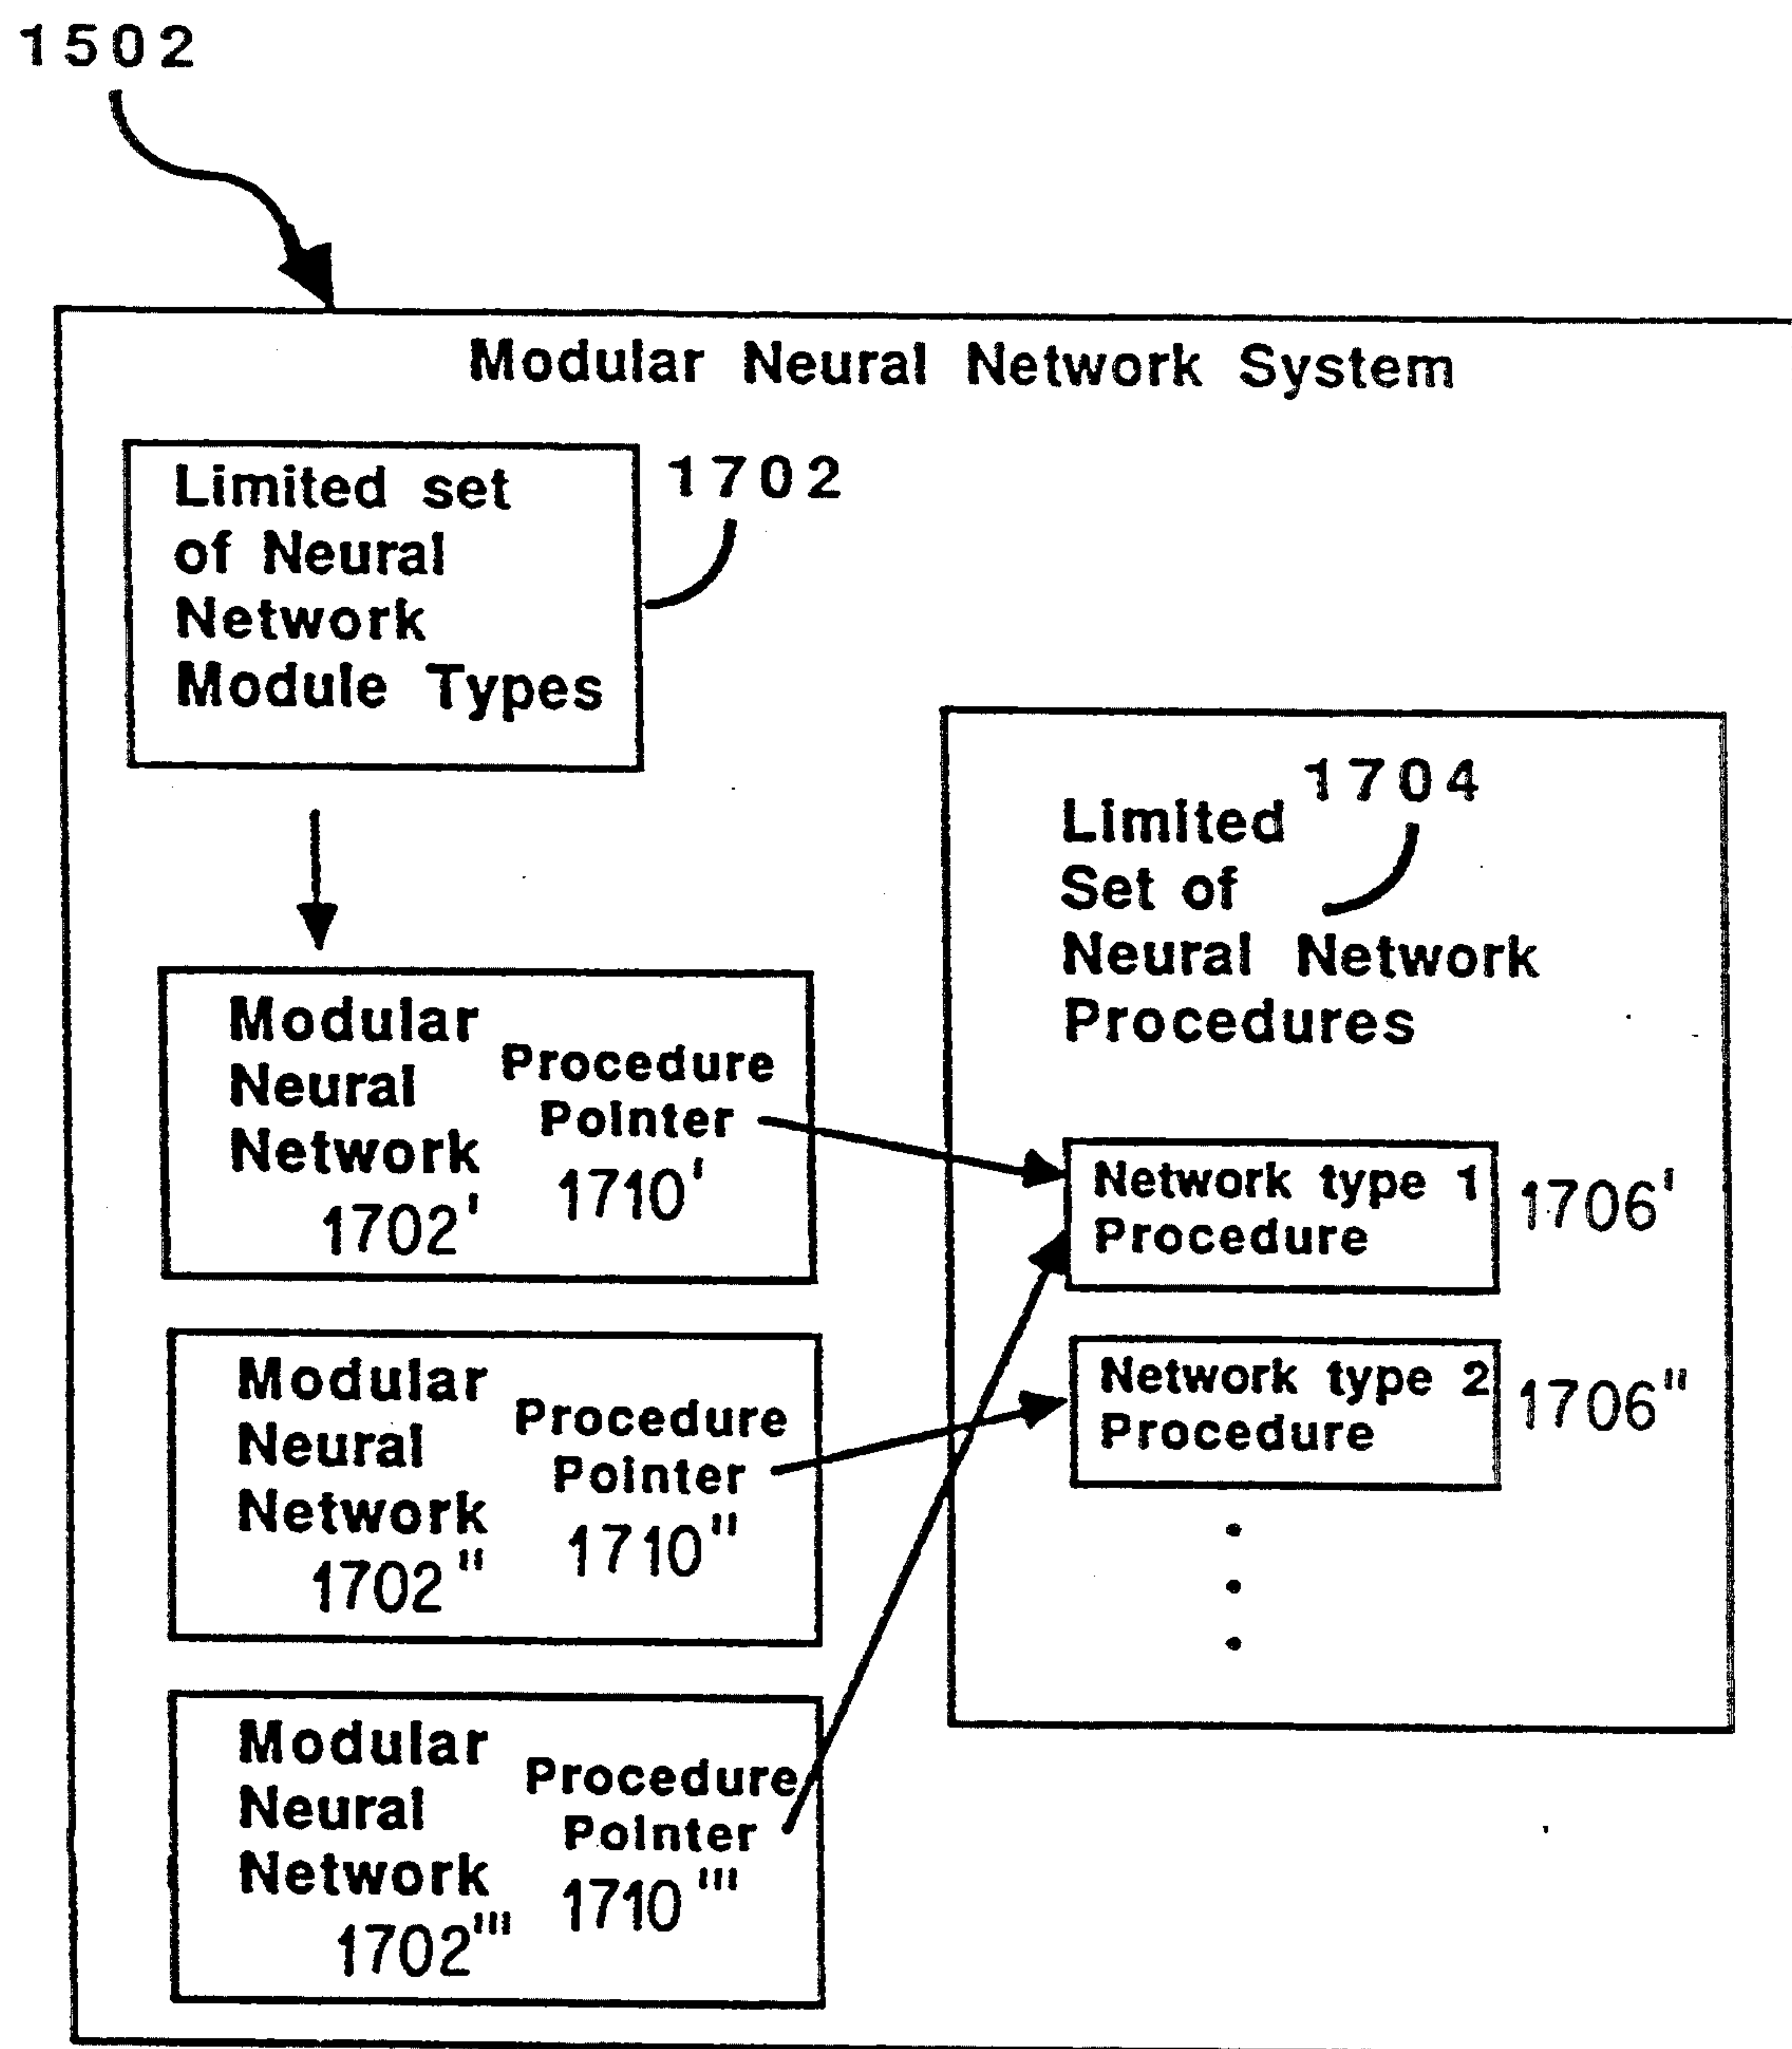 1502
Modular Neural Network System
Limited set
of Neural
Network
Module Types
1702
1704
Limited
Set of
Neural Network
Procedures
Modular
Neural
Network
1702'
Procedure
Pointer
1710'
Network type 1
Procedure
1706'
Modular
Neural
Network
1702"
Procedure
Pointer
1710"
Network type 2
Procedure
1706"
Modular
Neural
Network
1702'''
Procedure
Pointer
1710'''